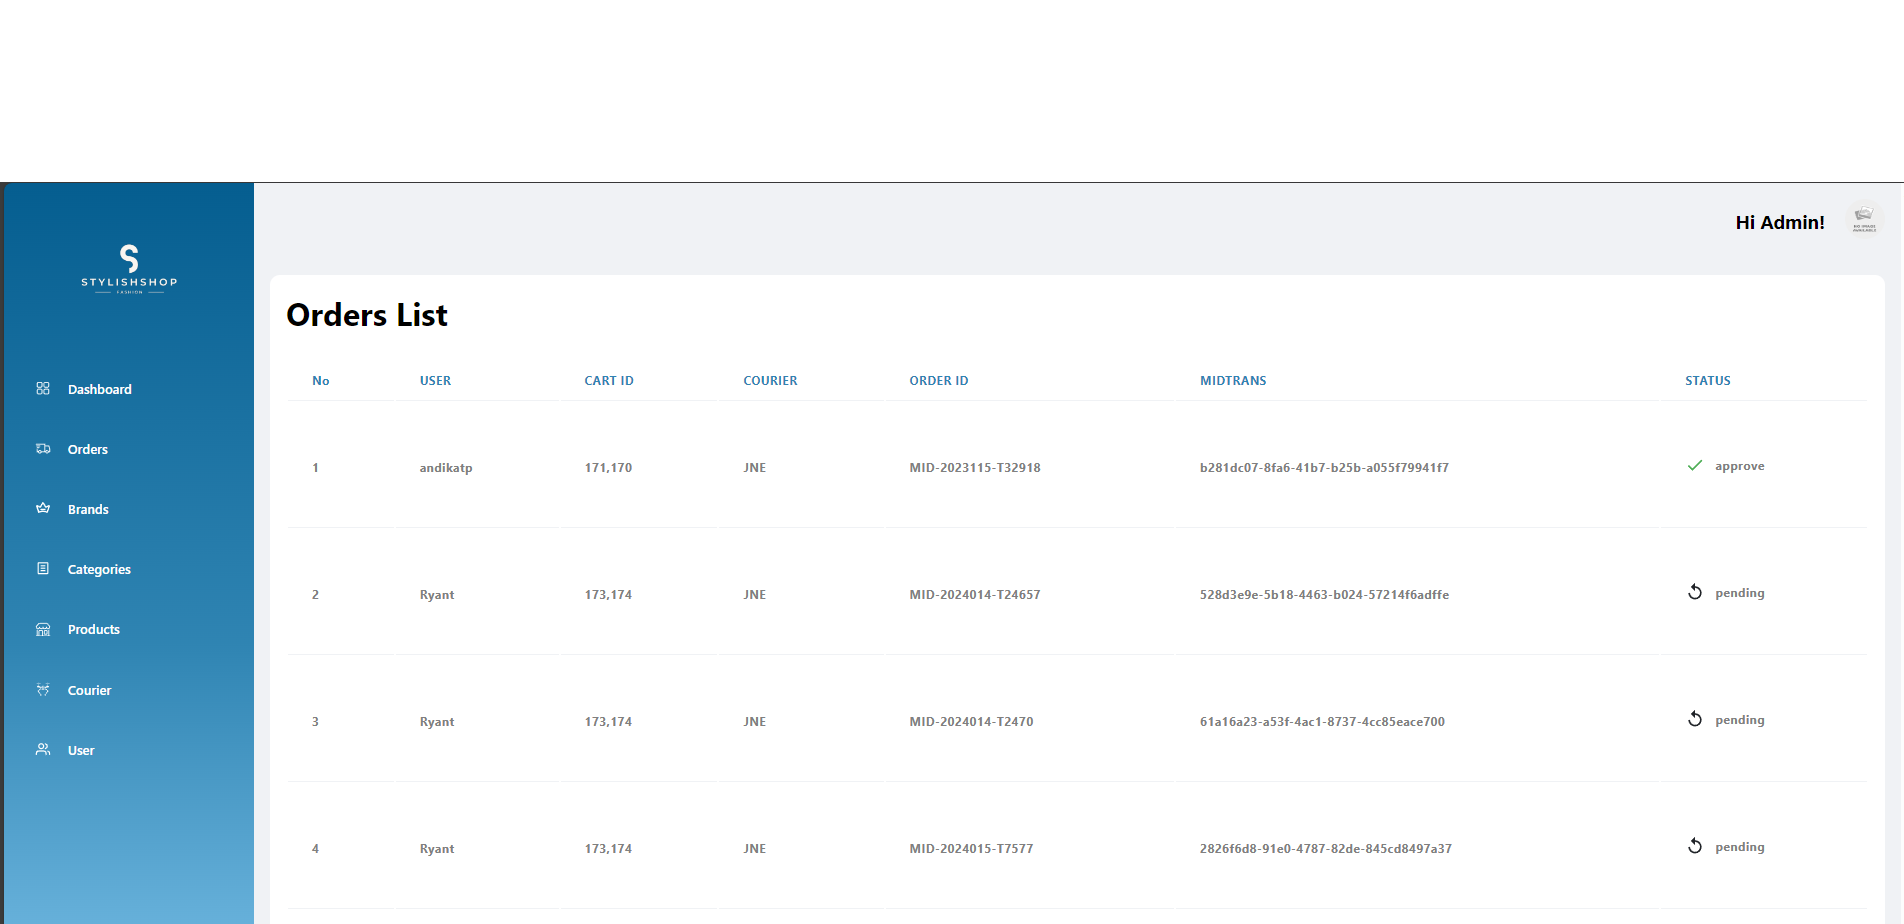 Hi Admin!
NO IMAGE
AVAILABLE
STYLISHSHOP
FASHION
Dashboard
Orders
Brands
Categories
Products
Courier
User
Orders List
No USER CART ID COURIER ORDER ID MIDTRANS STATUS
1 andikatp 171,170 JNE MID-2023115-T32918 b281dc07-8fa6-41b7-b25b-a055f79941f7 approve
2 Ryant 173,174 JNE MID-2024014-T24657 528d3e9e-5b18-4463-b024-57214f6adffe pending
3 Ryant 173,174 JNE MID-2024014-T2470 61a16a23-a53f-4ac1-8737-4cc85eace700 pending
4 Ryant 173,174 JNE MID-2024015-T7577 2826f6d8-91e0-4787-82de-845cd8497a37 pending